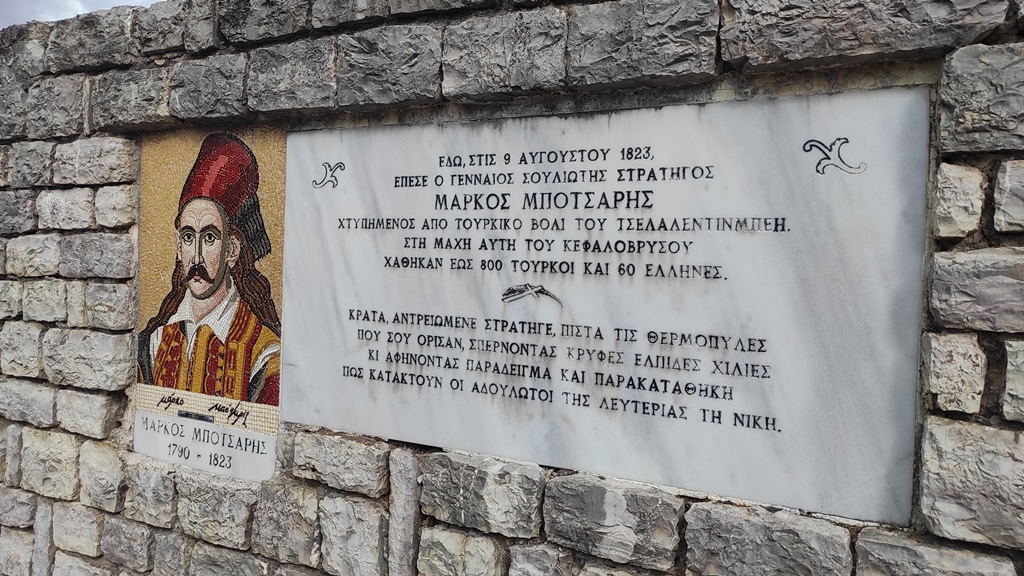 ΕΔΩ, ΣΤΙΣ 9 ΑΥΓΟΥΣΤΟΥ 1823,
ΕΠΕΣΕ Ο ΓΕΝΝΑΙΟΣ ΣΟΥΛΙΩΤΗΣ ΣΤΡΑΤΗΓΟΣ
ΜΑΡΚΟΣ ΜΠΟΤΣΑΡΗΣ
ΧΤΥΠΗΜΕΝΟΣ ΑΠΟ ΤΟΥΡΚΙΚΟ ΒΟΛΙ ΤΟΥ ΤΣΕΛΑΛΕΝΤΙΝΜΠΕΗ.
ΣΤΗ ΜΑΧΗ ΑΥΤΗ ΤΟΥ ΚΕΦΑΛΟΒΡΥΣΟΥ
ΧΑΘΗΚΑΝ ΕΩΣ 800 ΤΟΥΡΚΟΙ ΚΑΙ 60 ΕΛΛΗΝΕΣ.
ΚΡΑΤΑ, ΑΝΤΡΕΙΩΜΕΝΕ ΣΤΡΑΤΗΓΕ, ΠΙΣΤΑ ΤΙΣ ΘΕΡΜΟΠΥΛΕΣ
ΠΟΥ ΣΟΥ ΟΡΙΣΑΝ, ΣΠΕΡΝΟΝΤΑΣ ΚΡΥΦΕΣ ΕΛΠΙΔΕΣ ΧΙΛΙΕΣ
ΚΙ ΑΦΗΝΟΝΤΑΣ ΠΑΡΑΔΕΙΓΜΑ ΚΑΙ ΠΑΡΑΚΑΤΑΘΗΚΗ
ΠΩΣ ΚΑΤΑΚΤΟΥΝ ΟΙ ΑΔΟΥΛΩΤΟΙ ΤΗΣ ΛΕΥΤΕΡΙΑΣ ΤΗ ΝΙΚΗ.
ΜΑΡΚΟΣ ΜΠΟΤΣΑΡΗΣ
1790 - 1823